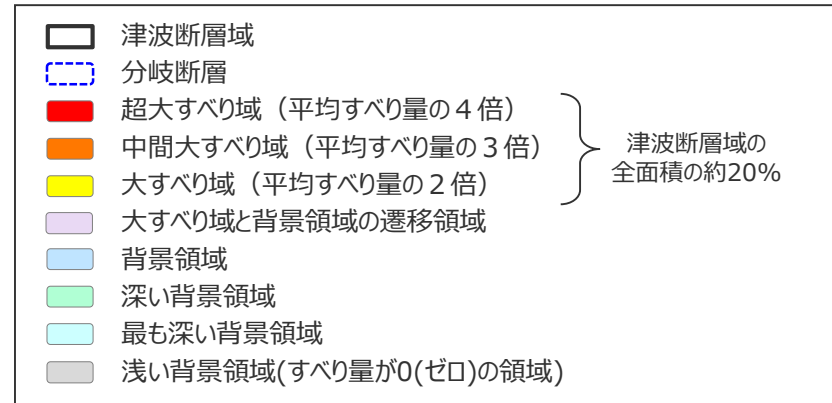 津波断層域
分岐断層
超大すべり域（平均すべり量の４倍）
中間大すべり域（平均すべり量の３倍）
大すべり域（平均すべり量の２倍）
津波断層域の
全面積の約20%
大すべり域と背景領域の遷移領域
背景領域
深い背景領域
最も深い背景領域
浅い背景領域(すべり量が0(ゼロ)の領域)